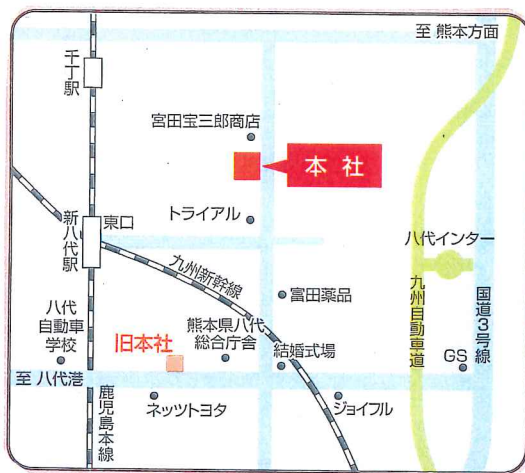 至 熊本方面
千丁駅
宮田宝三郎商店
本社
トライアル
東口
新八代駅
八代インター
九州新幹線
富田薬品
九州自動車道
国道3号線
八代
自動車
学校
旧本社
熊本県八代
総合庁舎
結婚式場
GS
至 八代港
鹿児島本線
ネッツトヨタ
ジョイフル